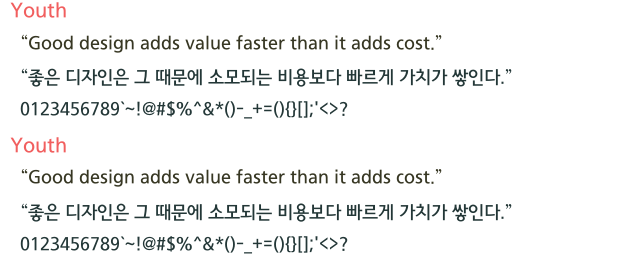 Youth
“Good design adds value faster than it adds cost.”
“좋은 디자인은 그 때문에 소모되는 비용보다 빠르게 가치가 쌓인다.”
0123456789`~!@#$%^&*()-_+=(){}[];'<>?
Youth
“Good design adds value faster than it adds cost.”
“좋은 디자인은 그 때문에 소모되는 비용보다 빠르게 가치가 쌓인다.”
0123456789`~!@#$%^&*()-_+=(){}[];'<>?